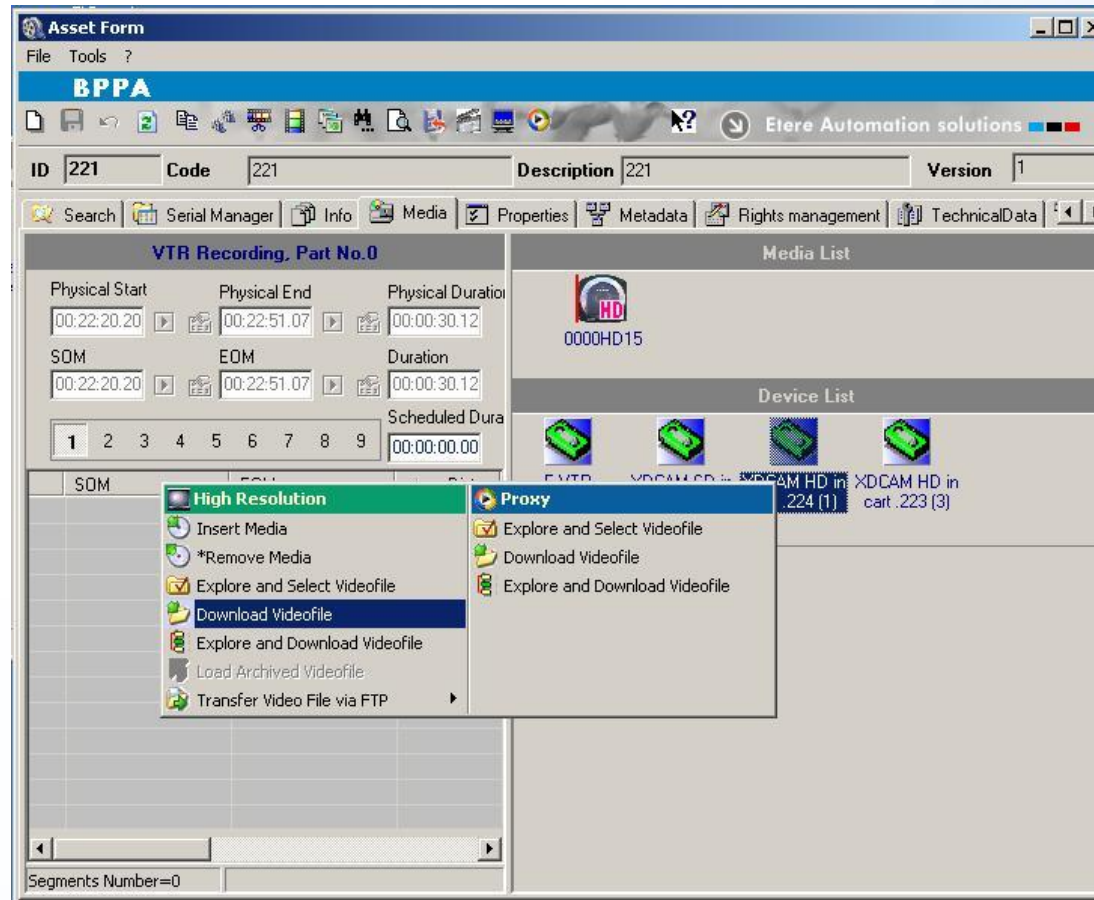 Asset Form
File Tools ?
BPPA
Etere Automation solutions
ID 221 Code 221 Description 221 Version 1
Search Serial Manager Info Media Properties Metadata Rights management TechnicalData
VTR Recording, Part No.0
Media List
Physical Start Physical End Physical Duration
00:22:20.20 00:22:51.07 00:00:30.12
HD
0000HD15
SOM EOM Duration
00:22:20.20 00:22:51.07 00:00:30.12
Device List
Scheduled Dura
1 2 3 4 5 6 7 8 9 00:00:00.00
XDCAM HD in XDCAM HD in
.224 (1) cart .223 (3)
SOM
High Resolution
Insert Media
*Remove Media
Explore and Select Videofile
Download Videofile
Explore and Download Videofile
Load Archived Videofile
Transfer Video File via FTP
Proxy
Explore and Select Videofile
Download Videofile
Explore and Download Videofile
Segments Number=0